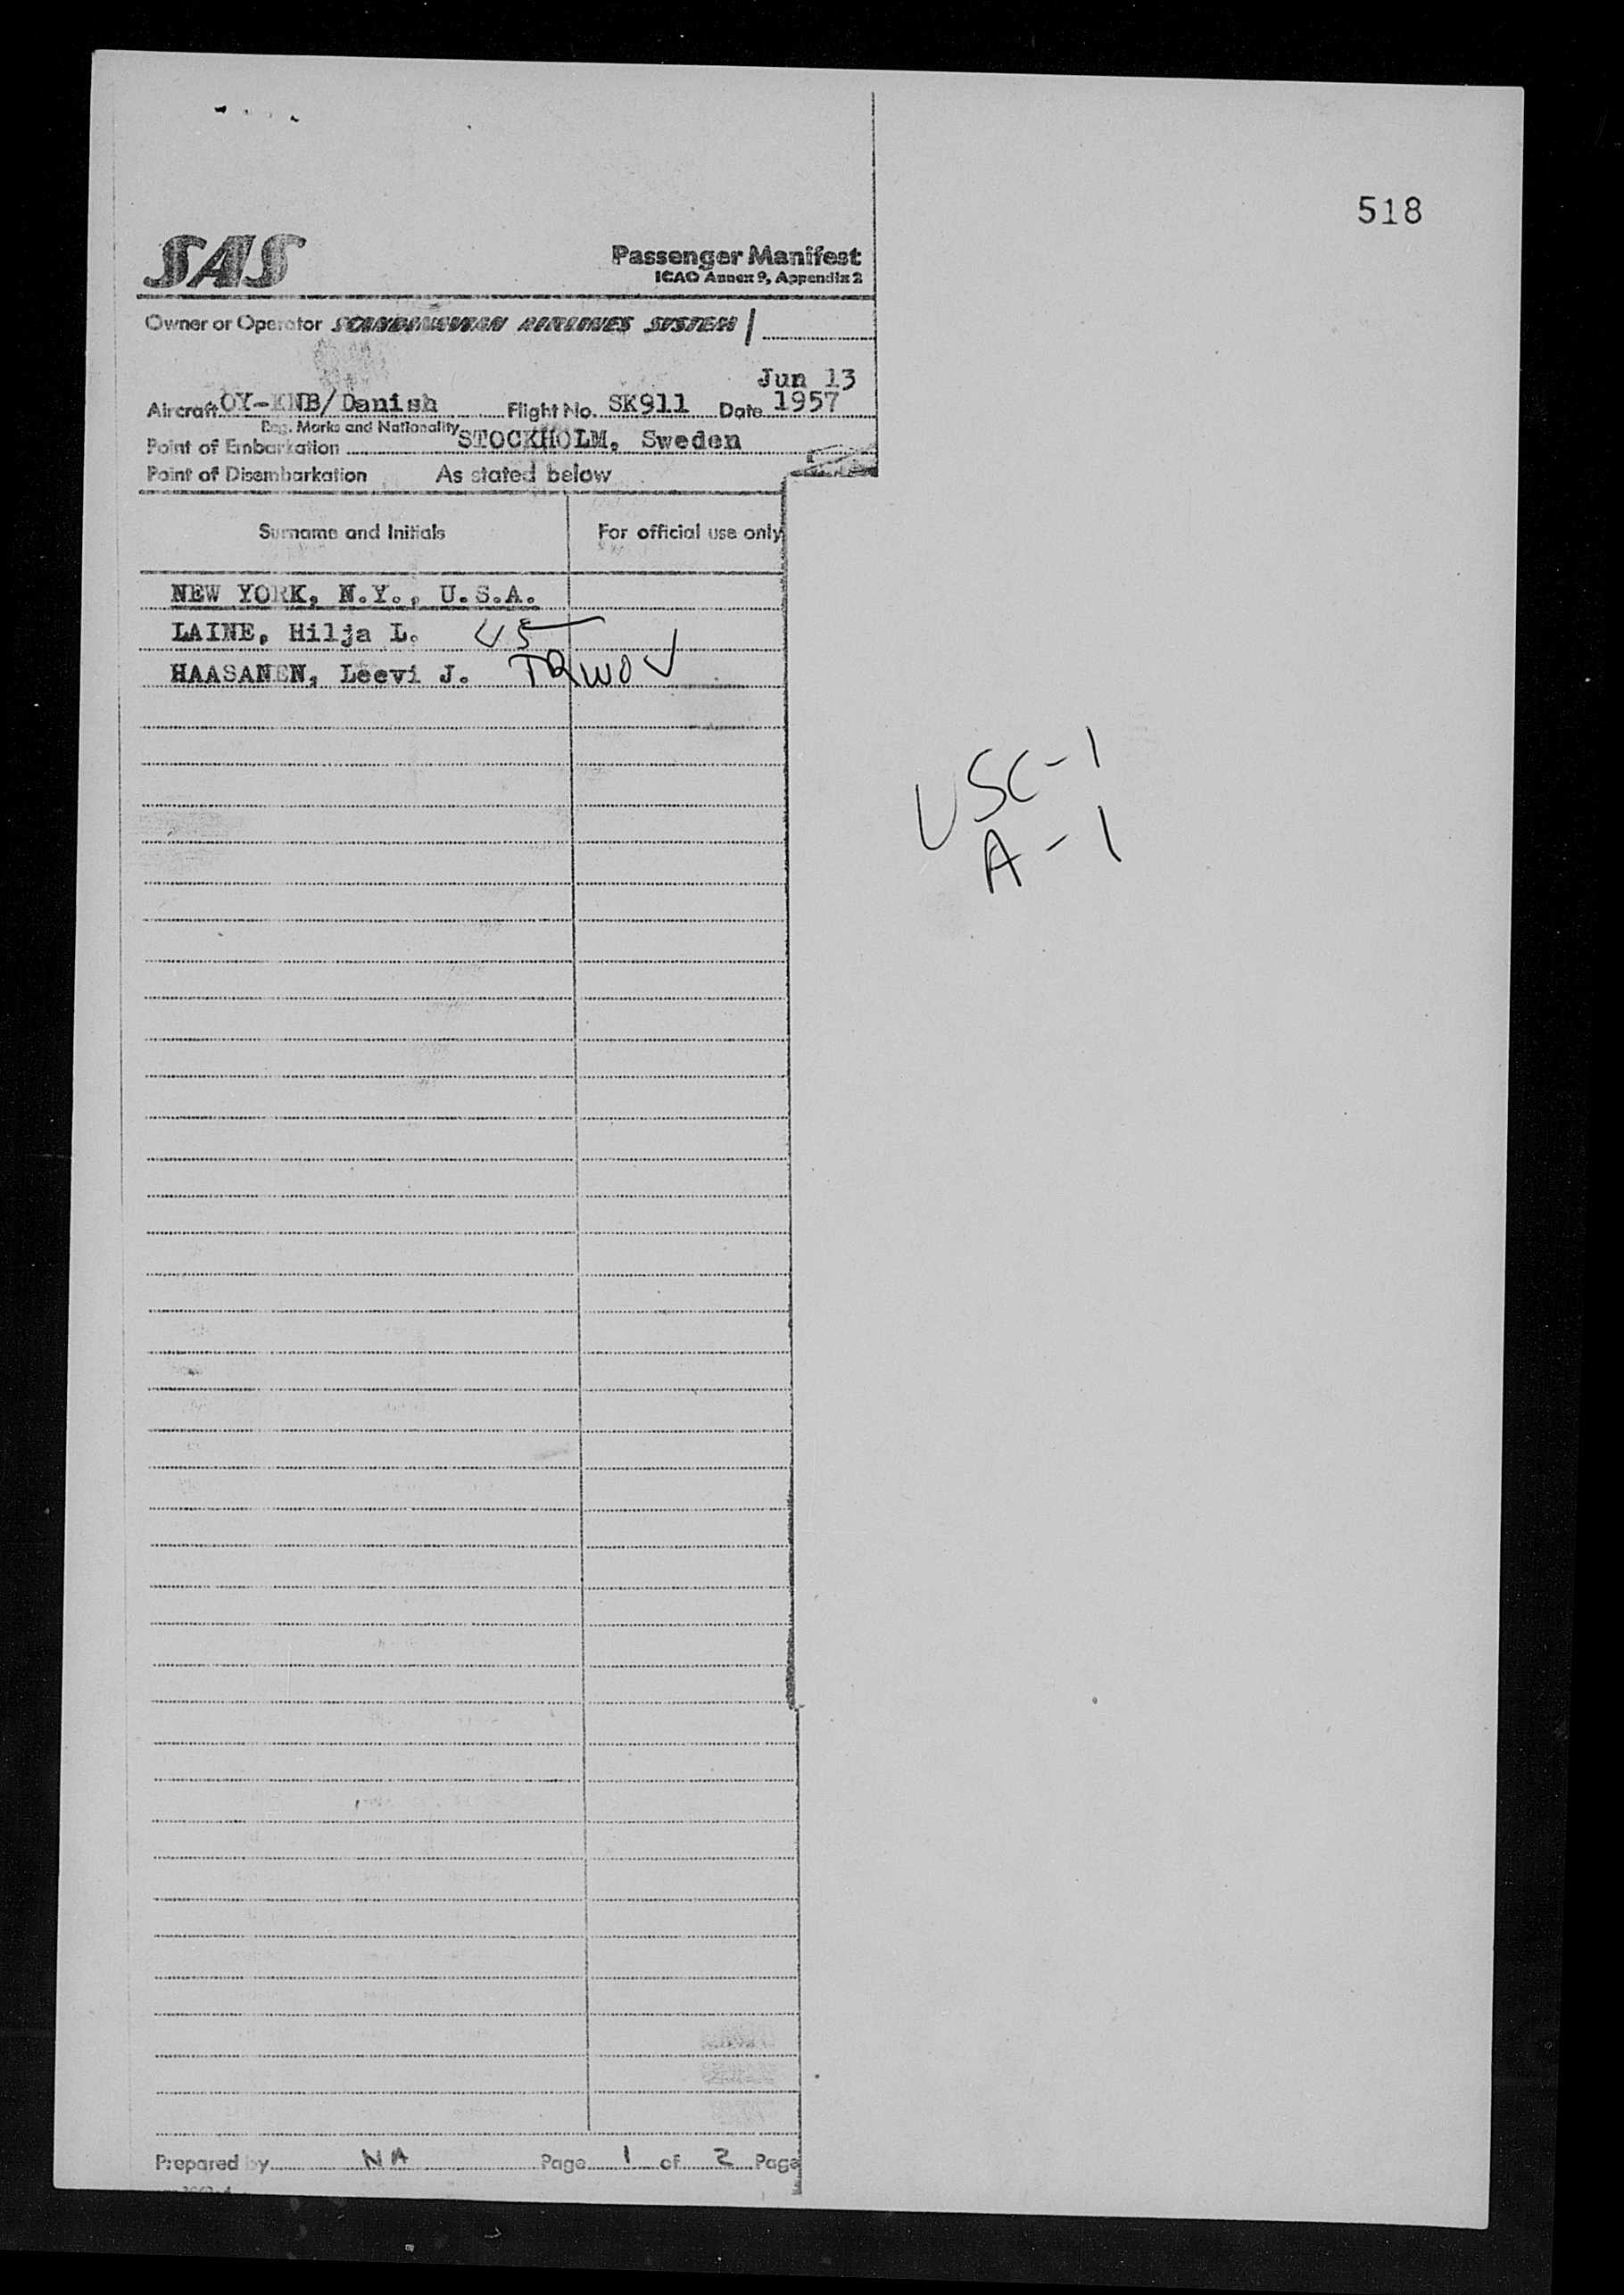 518
SAS
Passenger Manifest
ICAO Annex 9, Appendix 2
Owner or Operator SCANDINAVIAN AIRLINES SYSTEM
Jun 13
Aircraft OY-KNB/Danish Flight No. SK911 Date 1957
Reg. Marks and Nationality
Point of Embarkation STOCKHOLM, Sweden
Point of Disembarkation As stated below
Surname and Initials For official use only
NEW YORK, N.Y., U.S.A.
LAINE, Hilja L. US
HAASANEN, Leevi J.
USC-1
A-1
Prepared by NA Page 1 of 2 Page